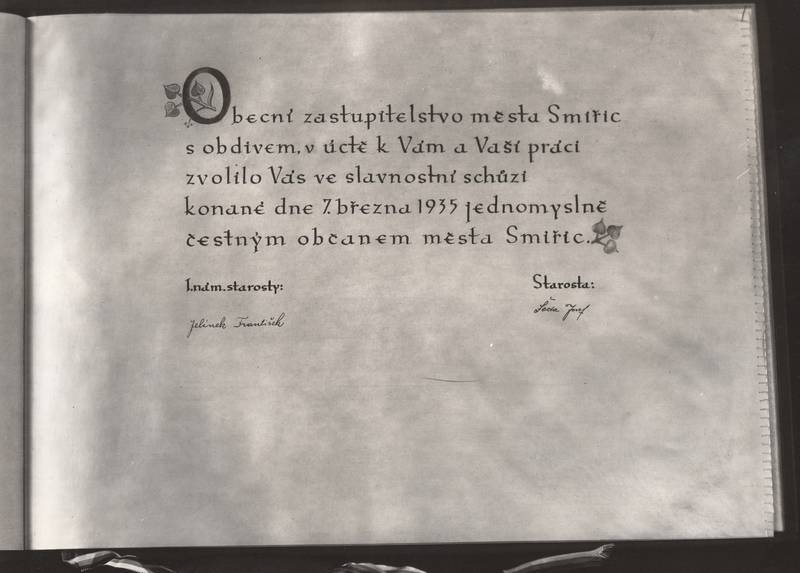 Obecní zastupitelstvo města Smiřic
s obdivem, v úctě k Vám a Vaší práci
zvolilo Vás ve slavnostní schůzi
konané dne 7. března 1935 jednomyslně
čestným občanem města Smiřic.
I. nám. starosty:
Starosta:
Jelínek František
Josef